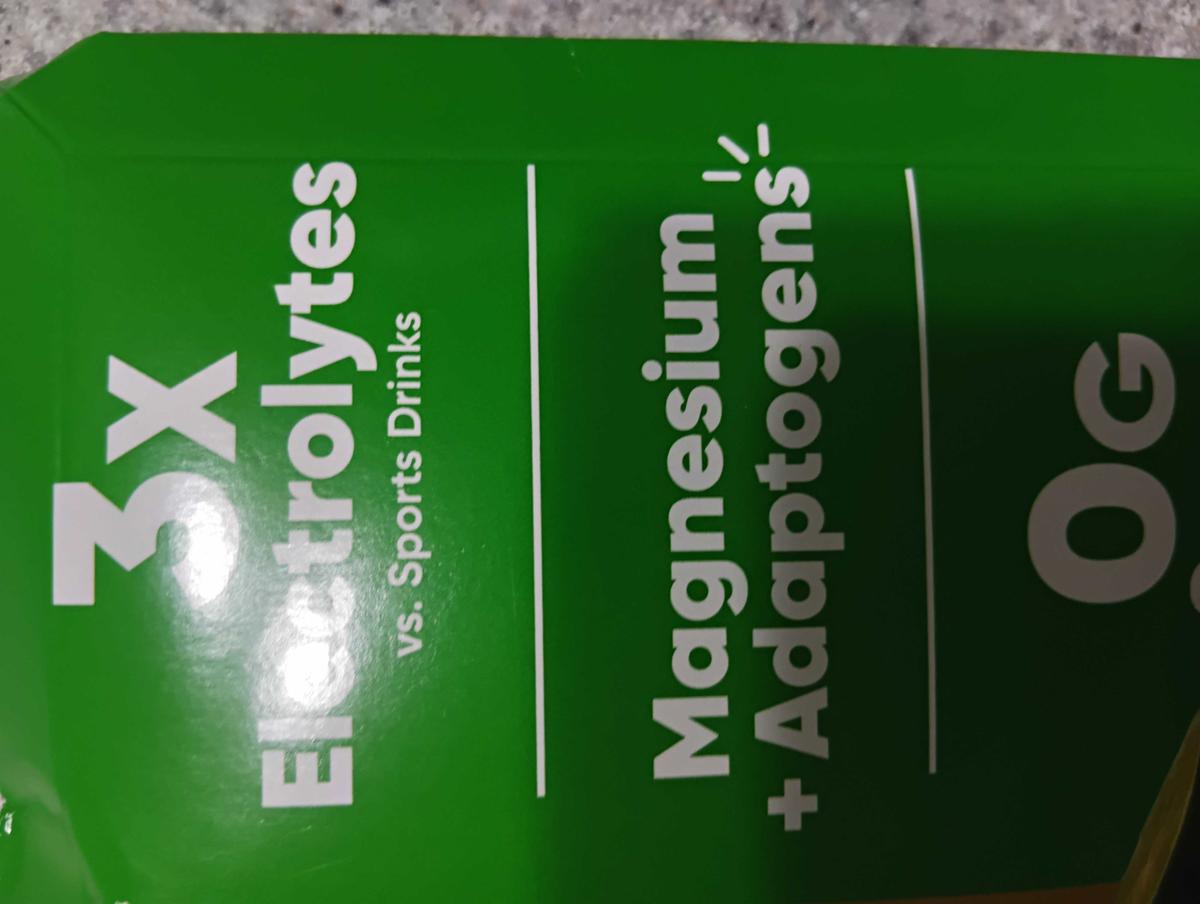 3X
Electrolytes
vs. Sports Drinks
Magnesium
+ Adaptogens
0G